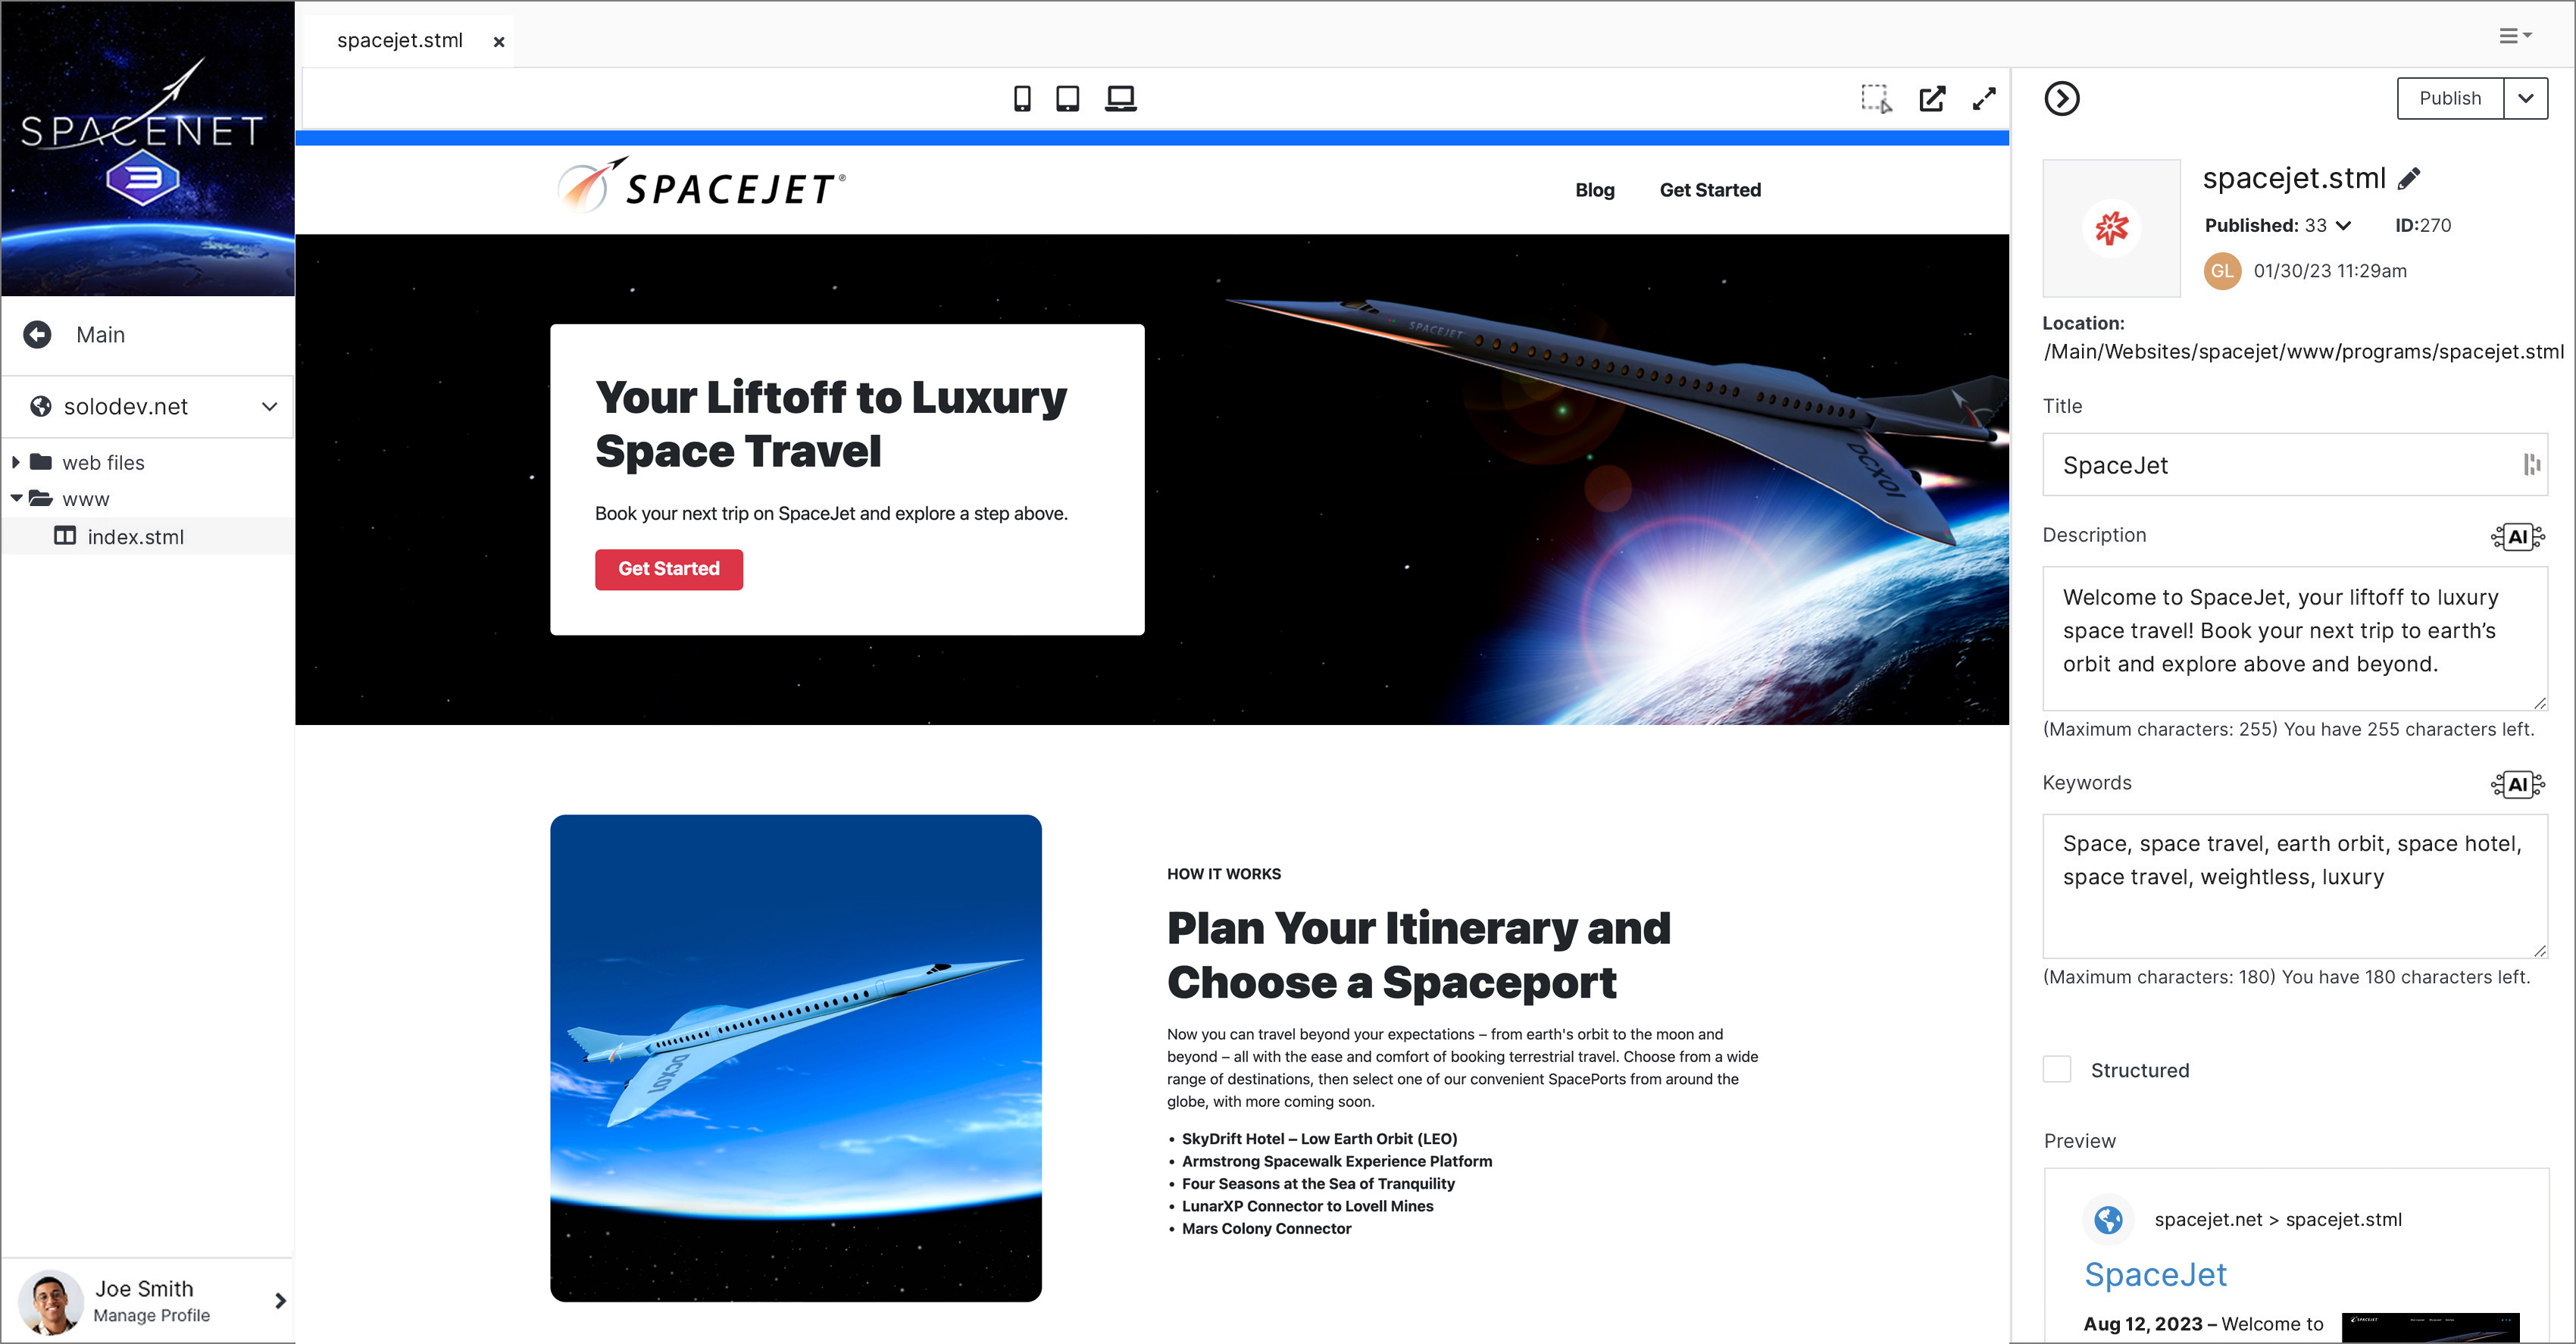 spacejet.stml
SPACENET
3
Main
solodev.net
web files
www
index.stml
Joe Smith
Manage Profile
SPACEJET®
Blog
Get Started
SPACEJET
DCX01
Your Liftoff to Luxury
Space Travel
Book your next trip on SpaceJet and explore a step above.
Get Started
DCX01
HOW IT WORKS
Plan Your Itinerary and
Choose a Spaceport
Now you can travel beyond your expectations – from earth's orbit to the moon and
beyond – all with the ease and comfort of booking terrestrial travel. Choose from a wide
range of destinations, then select one of our convenient SpacePorts from around the
globe, with more coming soon.
• SkyDrift Hotel – Low Earth Orbit (LEO)
• Armstrong Spacewalk Experience Platform
• Four Seasons at the Sea of Tranquility
• LunarXP Connector to Lovell Mines
• Mars Colony Connector
Publish
spacejet.stml
Published: 33
ID:270
GL
01/30/23 11:29am
Location:
/Main/Websites/spacejet/www/programs/spacejet.stml
Title
SpaceJet
Description
AI
Welcome to SpaceJet, your liftoff to luxury
space travel! Book your next trip to earth’s
orbit and explore above and beyond.
(Maximum characters: 255) You have 255 characters left.
Keywords
AI
Space, space travel, earth orbit, space hotel,
space travel, weightless, luxury
(Maximum characters: 180) You have 180 characters left.
Structured
Preview
spacejet.net > spacejet.stml
SpaceJet
Aug 12, 2023 – Welcome to
SPACEJET